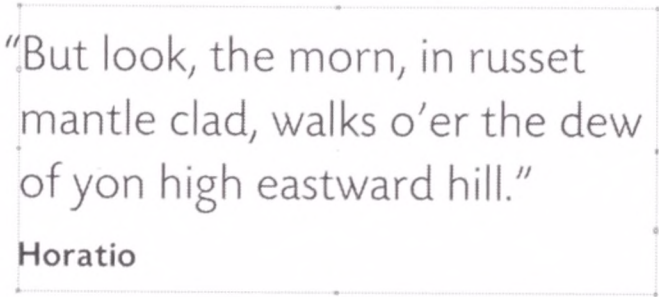 “But look, the morn, in russet
mantle clad, walks o’er the dew
of yon high eastward hill.”
Horatio